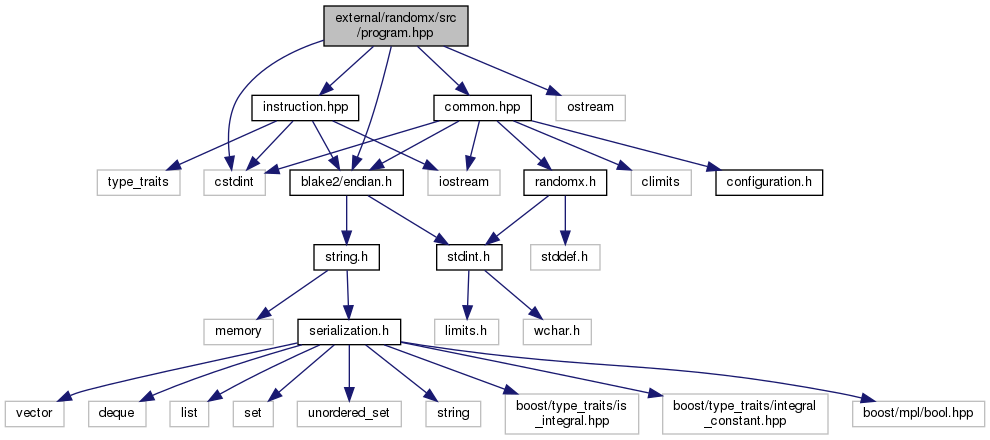 external/randomx/src
/program.hpp
instruction.hpp
common.hpp
ostream
type_traits
cstdint
blake2/endian.h
iostream
randomx.h
climits
configuration.h
string.h
stdint.h
stddef.h
memory
serialization.h
limits.h
wchar.h
vector
deque
list
set
unordered_set
string
boost/type_traits/is
_integral.hpp
boost/type_traits/integral
_constant.hpp
boost/mpl/bool.hpp